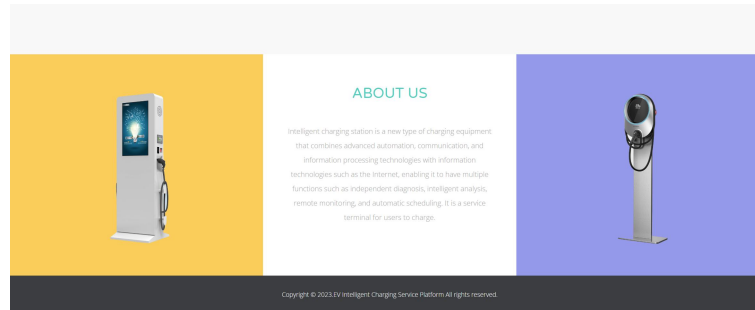 ABOUT US
Intelligent charging station is a new type of charging equipment
that combines advanced automation, communication, and
information processing technologies with information
technologies such as the Internet, enabling it to have multiple
functions such as independent diagnosis, intelligent analysis,
remote monitoring, and automatic scheduling. It is a service
terminal for users to charge.
Copyright © 2023.EV Intelligent Charging Service Platform All rights reserved.